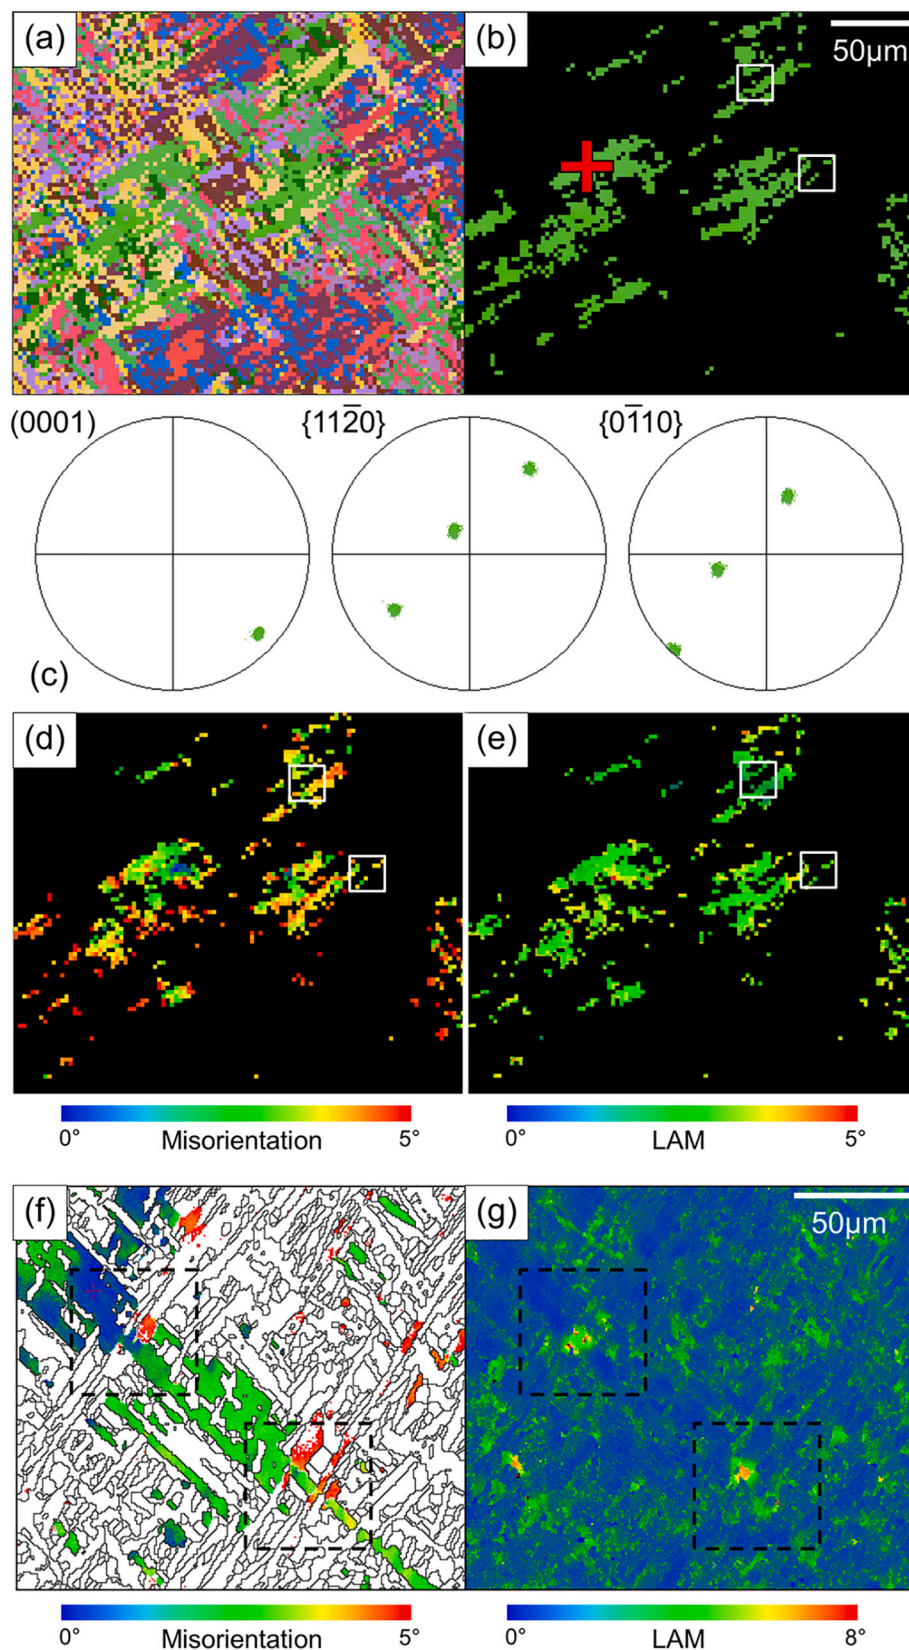 (a)
(b)
50μm
(0001)
{112̅0}
{01̅10}
(c)
(d)
(e)
0° Misorientation 5°
0° LAM 5°
(f)
(g)
50μm
0° Misorientation 5°
0° LAM 8°